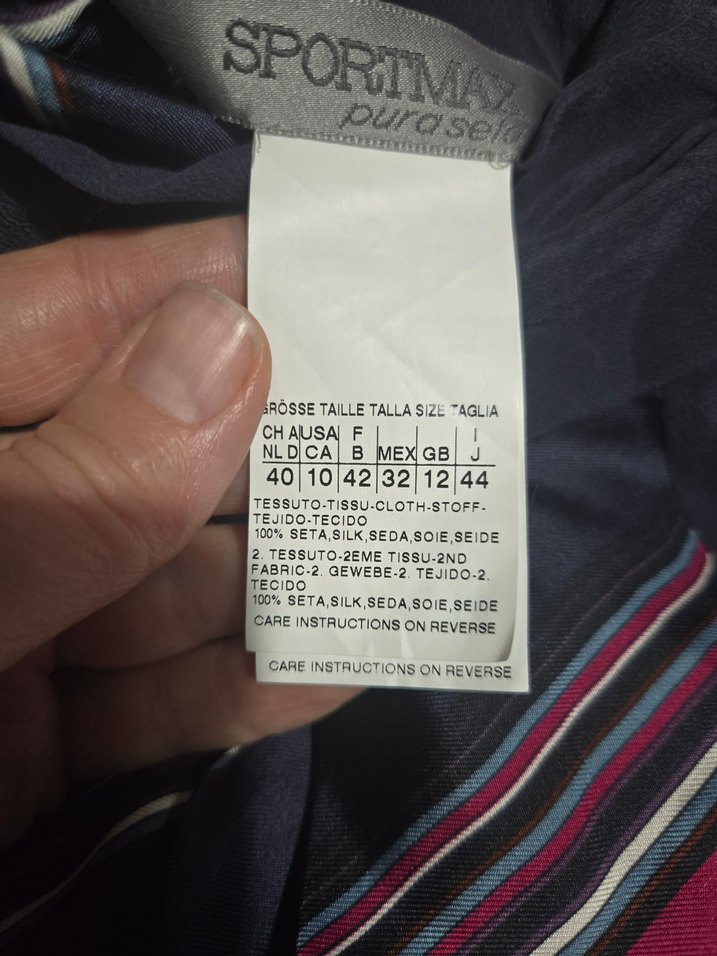 SPORTMAX
pura seta
GRÖSSE TAILLE TALLA SIZE TAGLIA
CH A USA F I
NL D CA B MEX GB J
40 10 42 32 12 44
TESSUTO-TISSU-CLOTH-STOFF-
TEJIDO-TECIDO
100% SETA,SILK,SEDA,SOIE,SEIDE
2. TESSUTO-2EME TISSU-2ND
FABRIC-2. GEWEBE-2. TEJIDO-2.
TECIDO
100% SETA,SILK,SEDA,SOIE,SEIDE
CARE INSTRUCTIONS ON REVERSE
CARE INSTRUCTIONS ON REVERSE